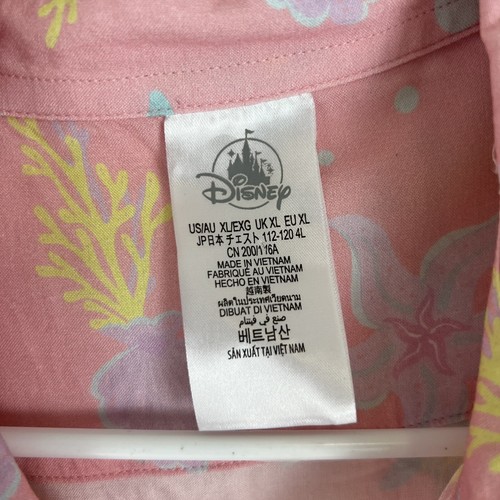 Disney
US/AU XL/EXG UK XL EU XL
JP日本 チェスト 112-120 4L
CN 200/116A
MADE IN VIETNAM
FABRIQUÉ AU VIETNAM
HECHO EN VIETNAM
越南製
ผลิตในประเทศเวียดนาม
DIBUAT DI VIETNAM
صنع في فيتنام
베트남산
SẢN XUẤT TẠI VIỆT NAM